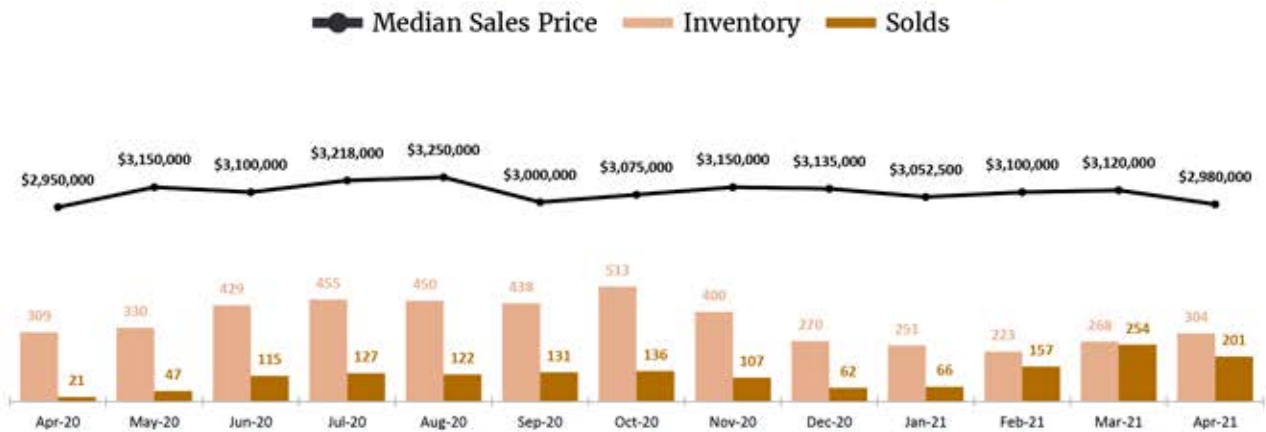 Median Sales Price Inventory Solds
$2,950,000 $3,150,000 $3,100,000 $3,218,000 $3,250,000 $3,000,000 $3,075,000 $3,150,000 $3,135,000 $3,052,500 $3,100,000 $3,120,000 $2,980,000
309 330 429 455 450 438 513 400 270 251 223 268 304
21 47 115 127 122 131 136 107 62 66 157 254 201
Apr-20 May-20 Jun-20 Jul-20 Aug-20 Sep-20 Oct-20 Nov-20 Dec-20 Jan-21 Feb-21 Mar-21 Apr-21